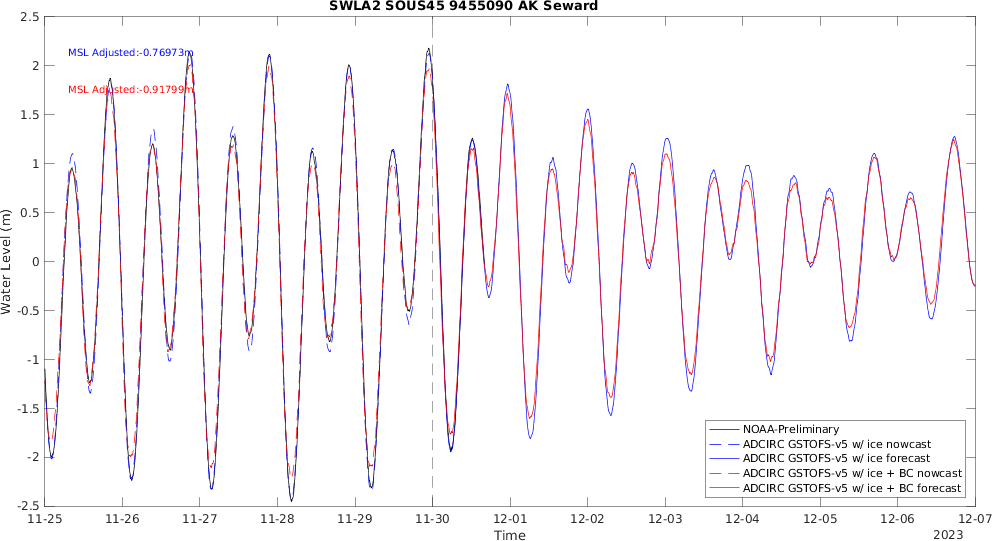 SWLA2 SOUS45 9455090 AK Seward
MSL Adjusted:-0.76973m
MSL Adjusted:-0.91799m
Water Level (m)
2.5
2
1.5
1
0.5
0
-0.5
-1
-1.5
-2
-2.5
NOAA-Preliminary
ADCIRC GSTOFS-v5 w/ ice nowcast
ADCIRC GSTOFS-v5 w/ ice forecast
ADCIRC GSTOFS-v5 w/ ice + BC nowcast
ADCIRC GSTOFS-v5 w/ ice + BC forecast
11-25 11-26 11-27 11-28 11-29 11-30 12-01 12-02 12-03 12-04 12-05 12-06 12-07
Time
2023